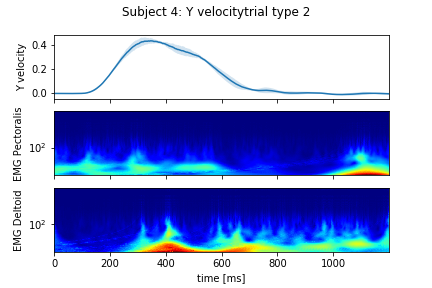 Subject 4: Y velocitytrial type 2
Y velocity
0.4
0.2
0.0
EMG Pectoralis
10²
EMG Deltoid
10²
0 200 400 600 800 1000
time [ms]